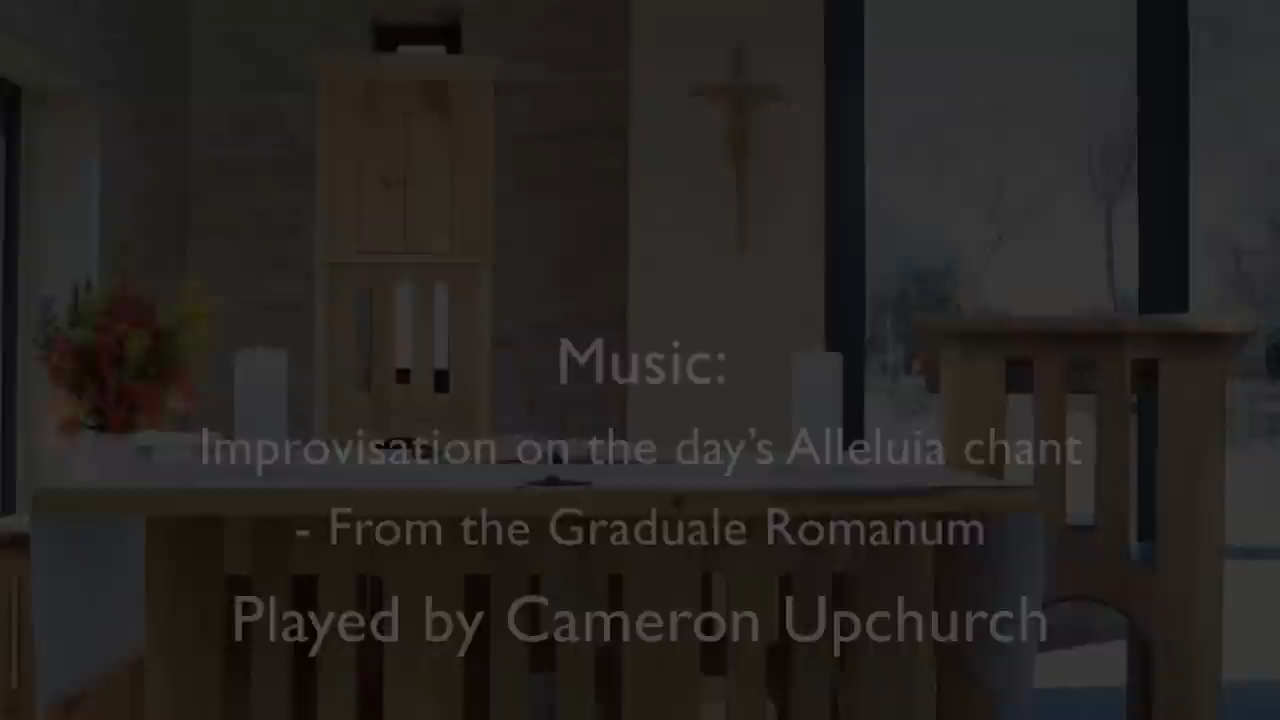 Music:
Improvisation on the day's Alleluia chant
- From the Graduale Romanum
Played by Cameron Upchurch